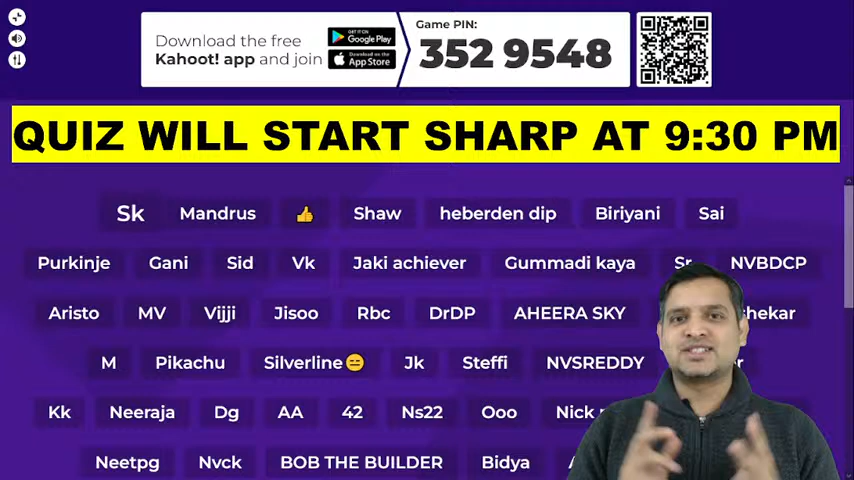 Download the free
Kahoot! app and join
GET IT ON
Google Play
Download on the
App Store
Game PIN:
352 9548
QUIZ WILL START SHARP AT 9:30 PM
Sk Mandrus 👍 Shaw heberden dip Biriyani Sai
Purkinje Gani Sid Vk Jaki achiever Gummadi kaya Sr NVBDCP
Aristo MV Vijji Jisoo Rbc DrDP AHEERA SKY
M Pikachu Silverline😑 Jk Steffi NVSREDDY
Kk Neeraja Dg AA 42 Ns22 Ooo Nick
Neetpg Nvck BOB THE BUILDER Bidya